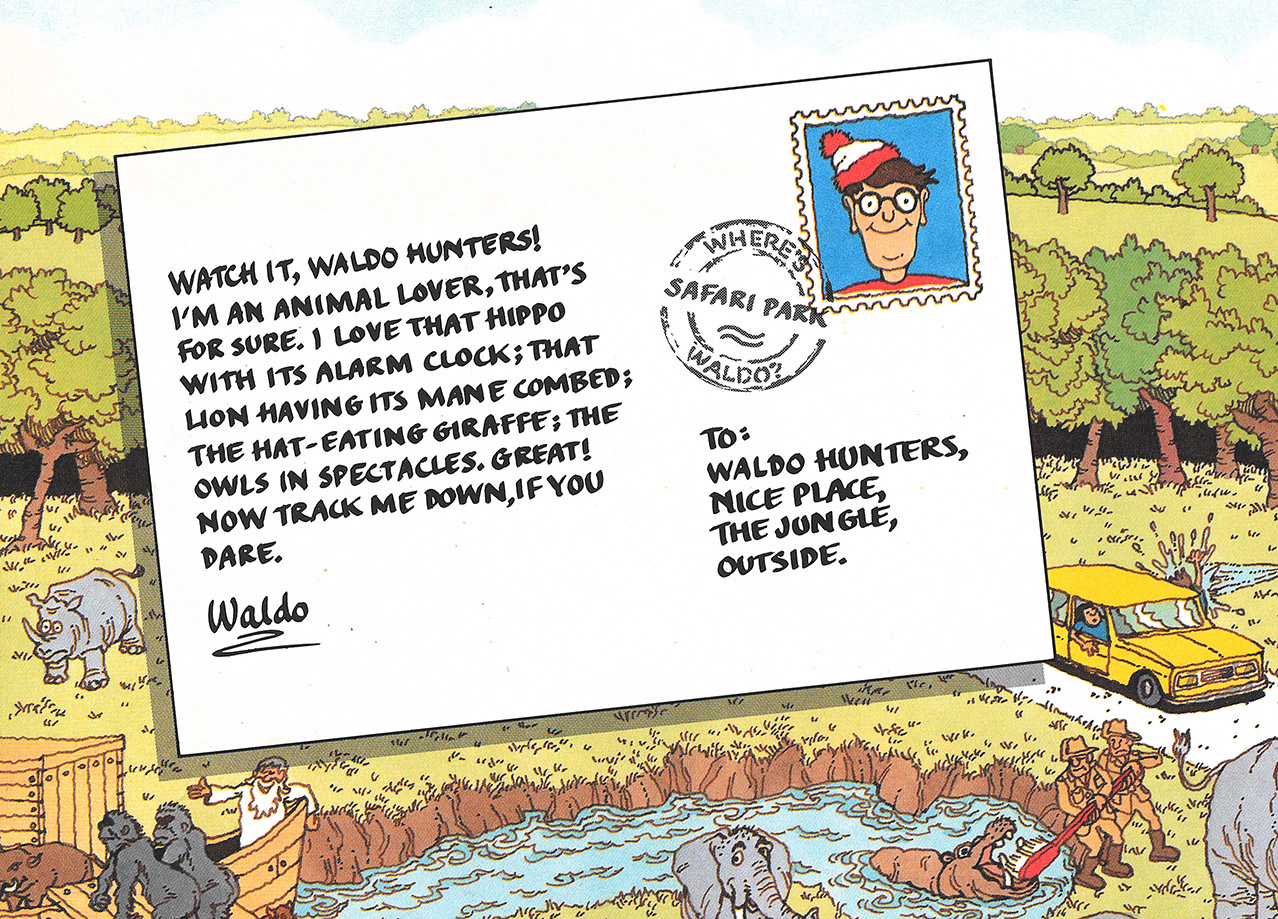 WATCH IT, WALDO HUNTERS!
I'M AN ANIMAL LOVER, THAT'S
FOR SURE. I LOVE THAT HIPPO
WITH ITS ALARM CLOCK; THAT
LION HAVING ITS MANE COMBED;
THE HAT-EATING GIRAFFE; THE
OWLS IN SPECTACLES. GREAT!
NOW TRACK ME DOWN, IF YOU
DARE.
Waldo
WHERE'S
SAFARI PARK
WALDO?
TO:
WALDO HUNTERS,
NICE PLACE,
THE JUNGLE,
OUTSIDE.